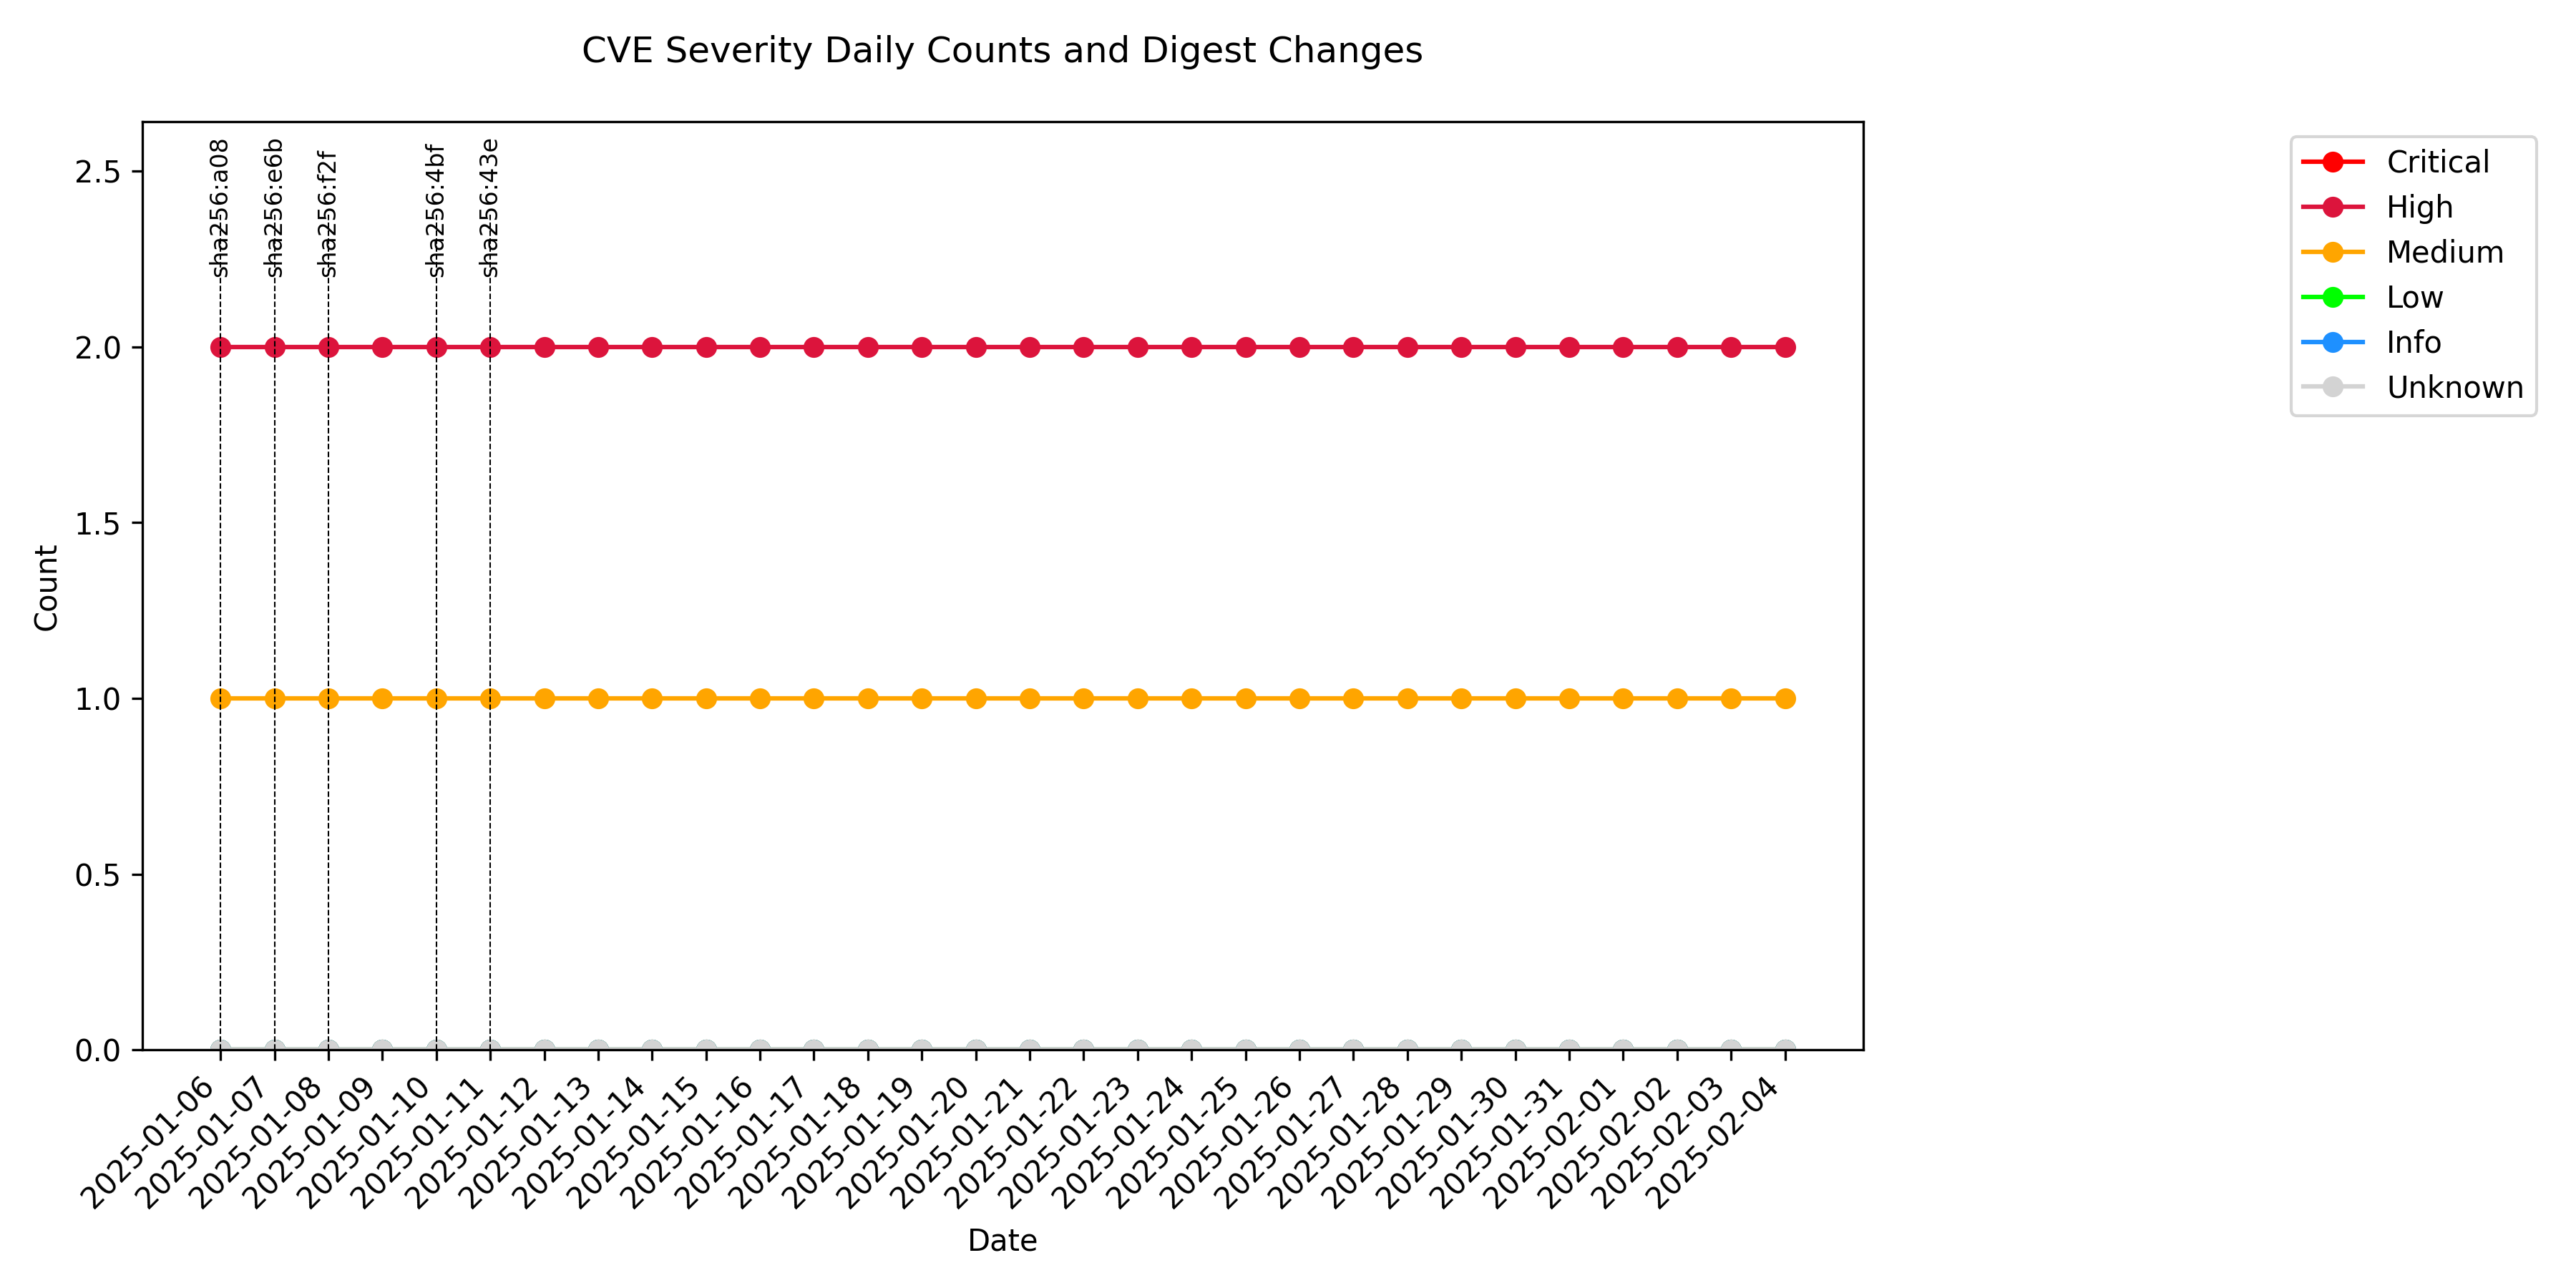 CVE Severity Daily Counts and Digest Changes
sha256:a08
sha256:e6b
sha256:f2f
sha256:4bf
sha256:43e
Critical
High
Medium
Low
Info
Unknown
2.5
2.0
1.5
1.0
0.5
0.0
Count
2025-01-06
2025-01-07
2025-01-08
2025-01-09
2025-01-10
2025-01-11
2025-01-12
2025-01-13
2025-01-14
2025-01-15
2025-01-16
2025-01-17
2025-01-18
2025-01-19
2025-01-20
2025-01-21
2025-01-22
2025-01-23
2025-01-24
2025-01-25
2025-01-26
2025-01-27
2025-01-28
2025-01-29
2025-01-30
2025-01-31
2025-02-01
2025-02-02
2025-02-03
2025-02-04
Date